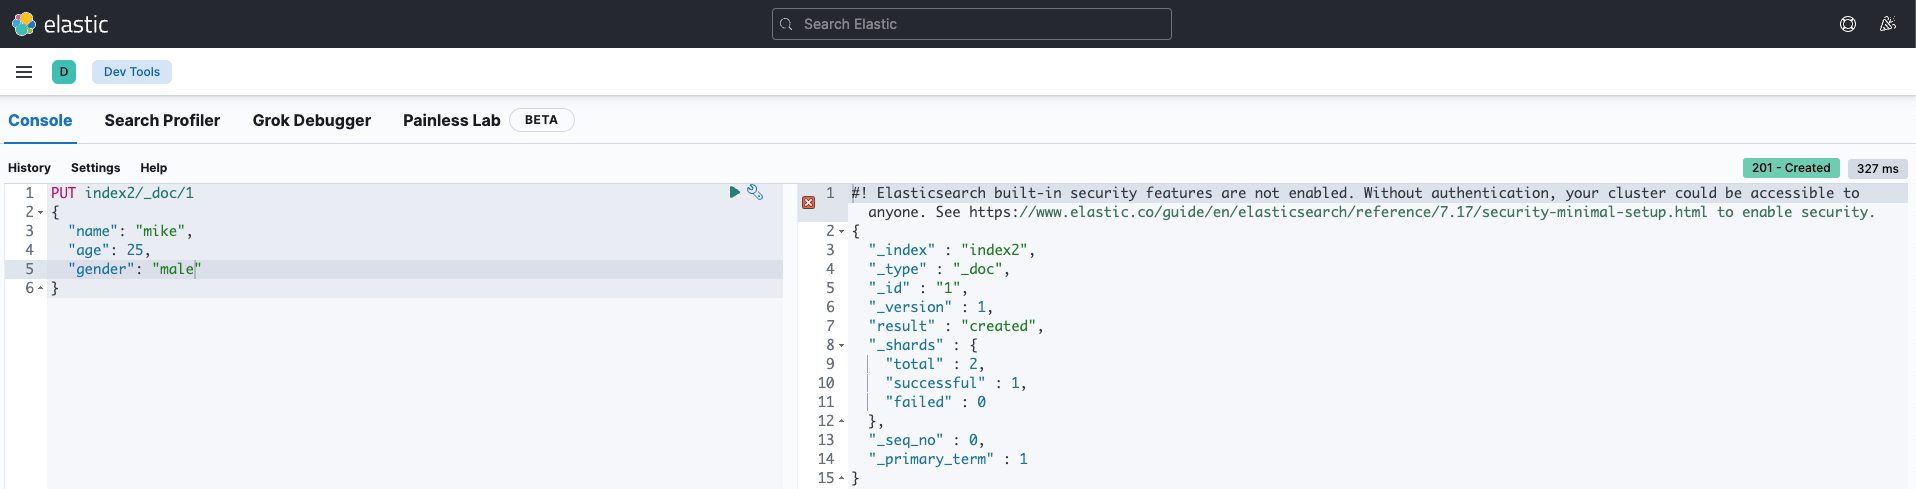 elastic
Search Elastic
D
Dev Tools
Console Search Profiler Grok Debugger Painless Lab BETA
History Settings Help
201 - Created 327 ms
1 PUT index2/_doc/1
2 {
3 "name": "mike",
4 "age": 25,
5 "gender": "male"
6 }
1 #! Elasticsearch built-in security features are not enabled. Without authentication, your cluster could be accessible to
anyone. See https://www.elastic.co/guide/en/elasticsearch/reference/7.17/security-minimal-setup.html to enable security.
2 {
3 "_index" : "index2",
4 "_type" : "_doc",
5 "_id" : "1",
6 "_version" : 1,
7 "result" : "created",
8 "_shards" : {
9 "total" : 2,
10 "successful" : 1,
11 "failed" : 0
12 },
13 "_seq_no" : 0,
14 "_primary_term" : 1
15 }